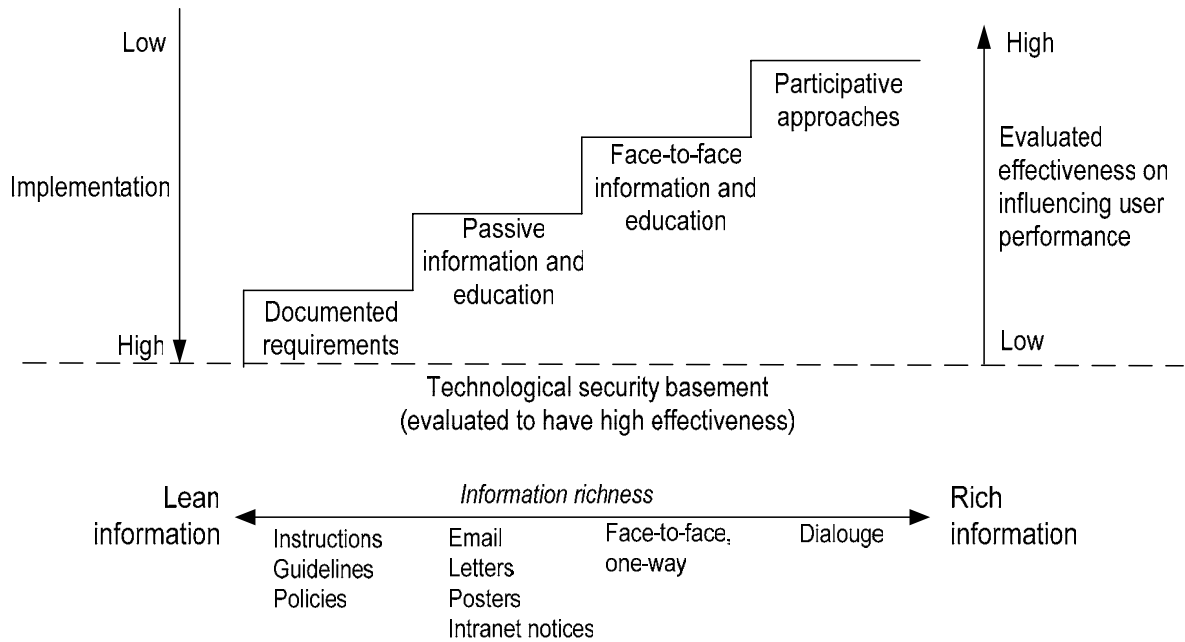 Low
Implementation
High
Participative
approaches
Face-to-face
information and
education
Passive
information and
education
Documented
requirements
High
Evaluated
effectiveness on
influencing user
performance
Low
Technological security basement
(evaluated to have high effectiveness)
Lean
information
Information richness
Rich
information
Instructions
Guidelines
Policies
Email
Letters
Posters
Intranet notices
Face-to-face,
one-way
Dialouge